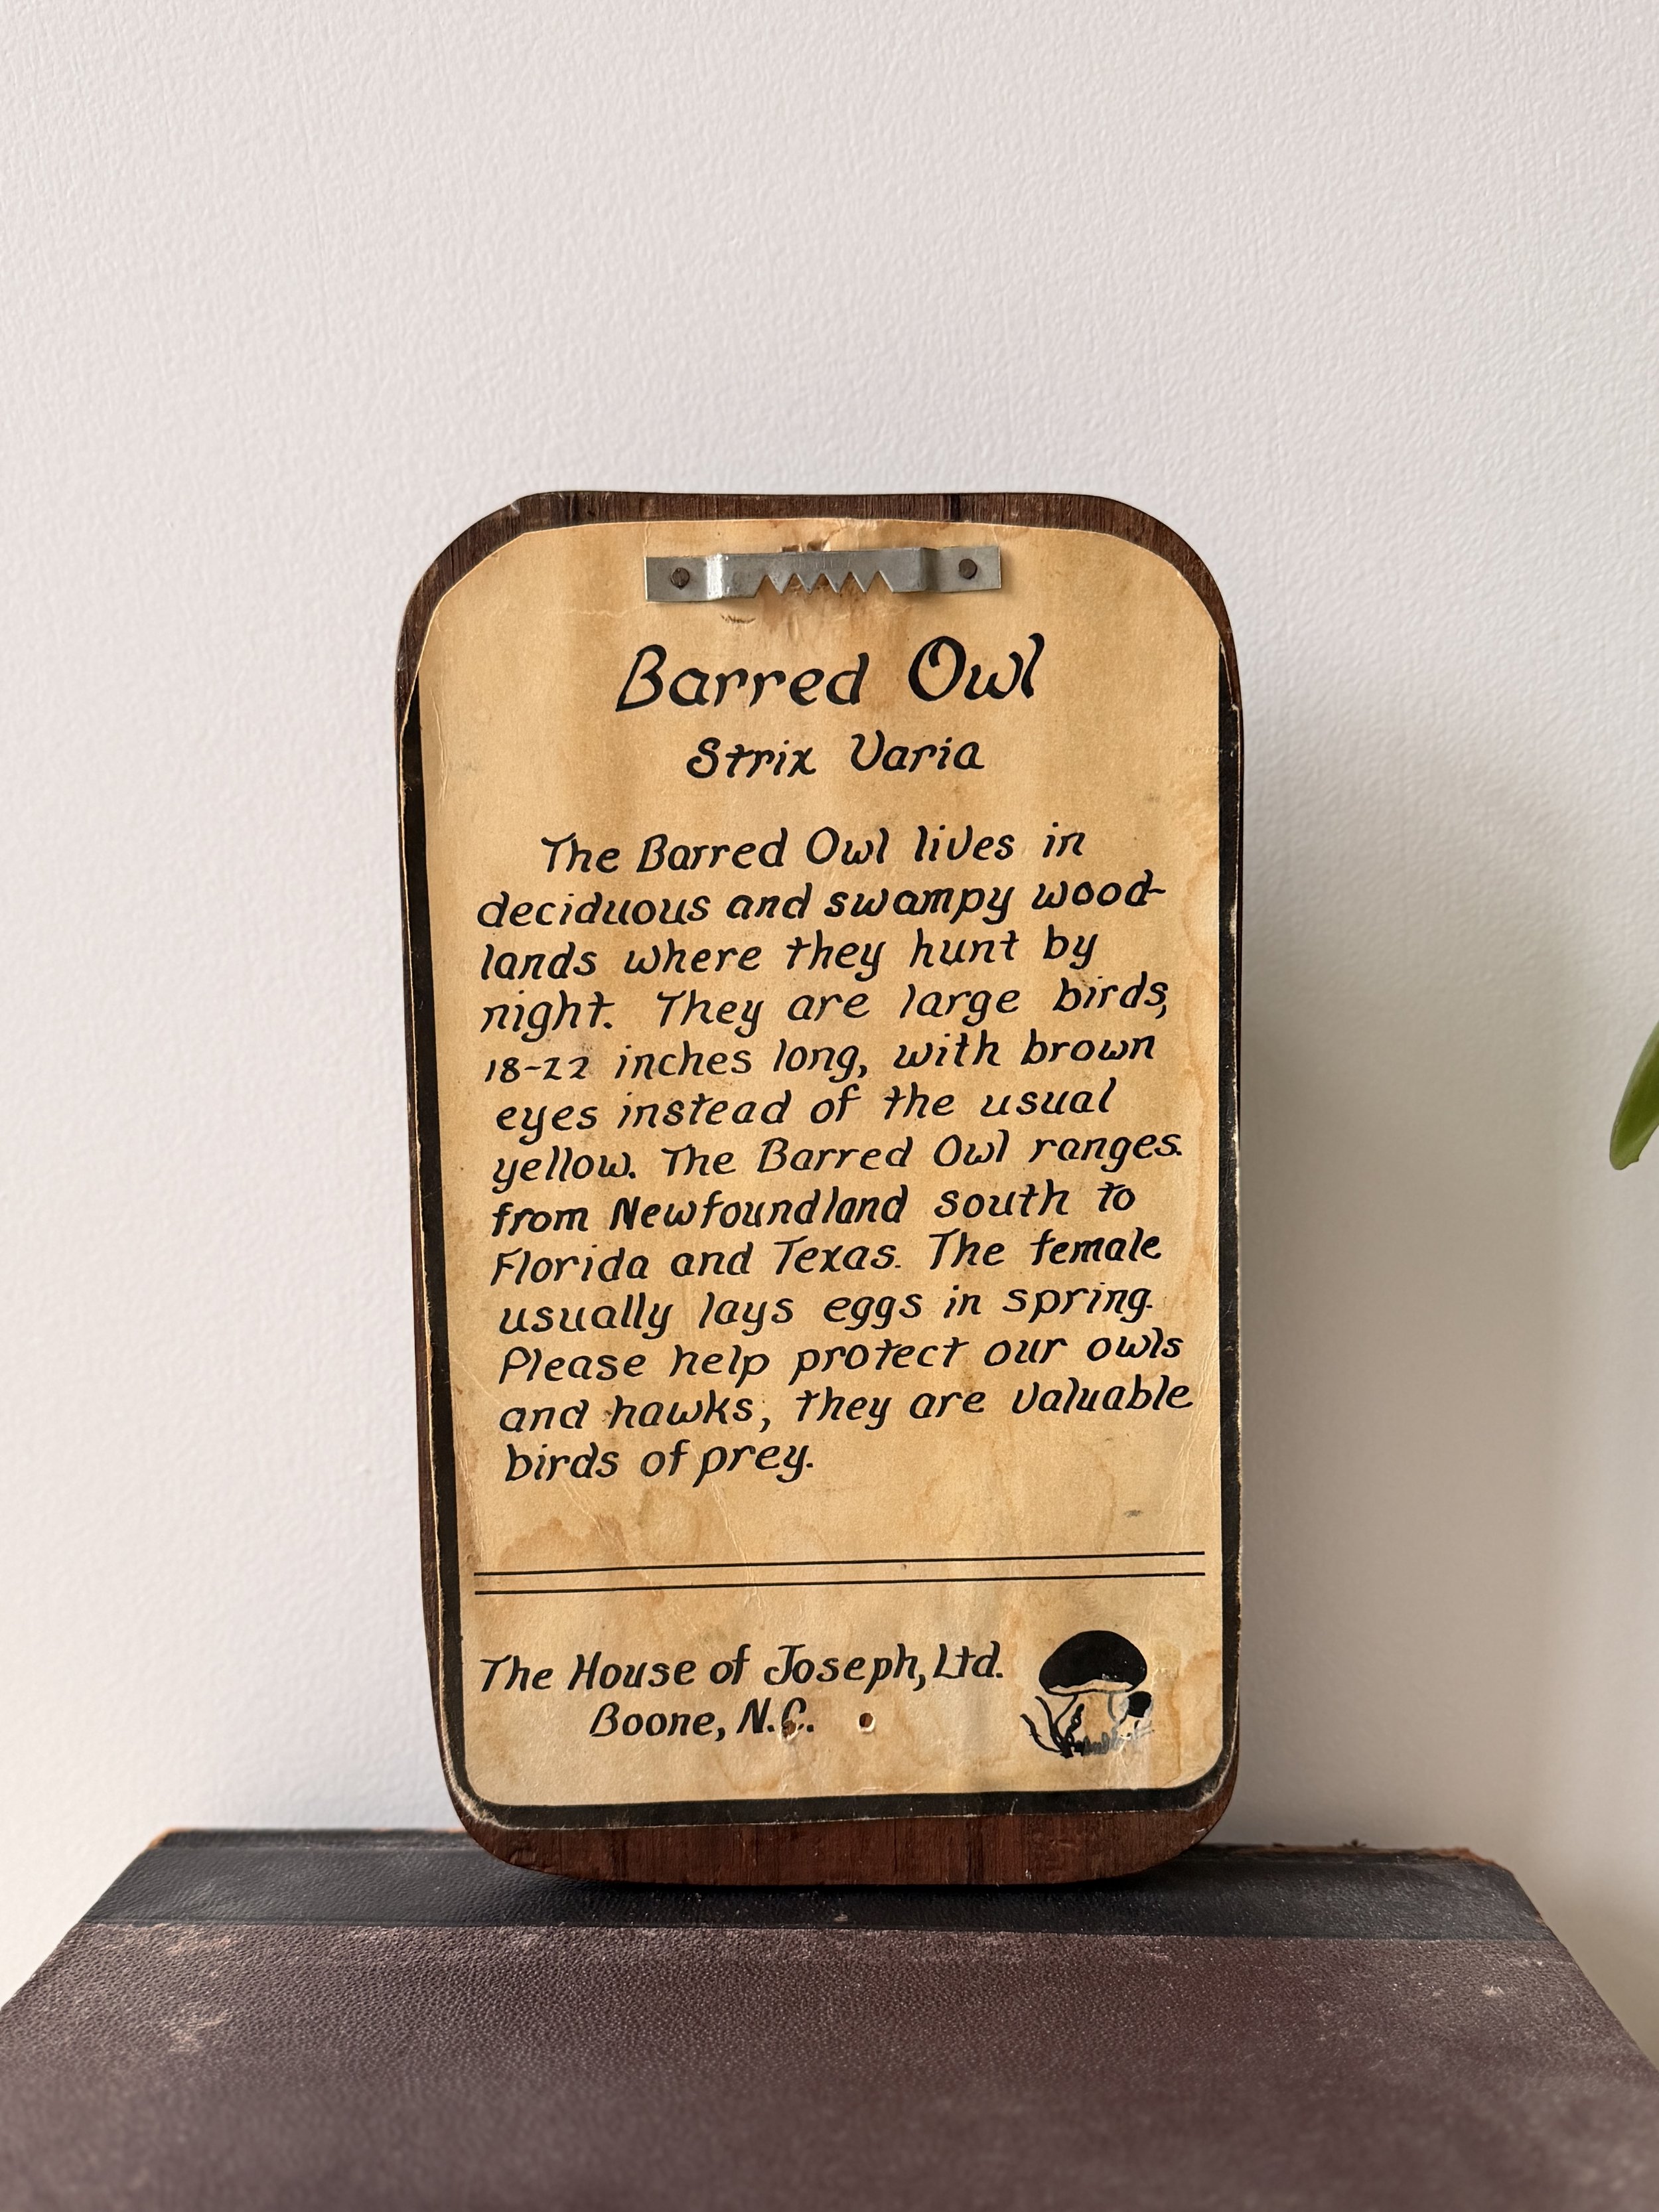 Barred Owl
Strix Varia
The Barred Owl lives in
deciduous and swampy wood-
lands where they hunt by
night. They are large birds,
18-22 inches long, with brown
eyes instead of the usual
yellow. The Barred Owl ranges.
from Newfoundland south to
Florida and Texas. The female
usually lays eggs in spring.
Please help protect our owls
and hawks, they are valuable
birds of prey.
The House of Joseph, Ltd.
Boone, N.C.